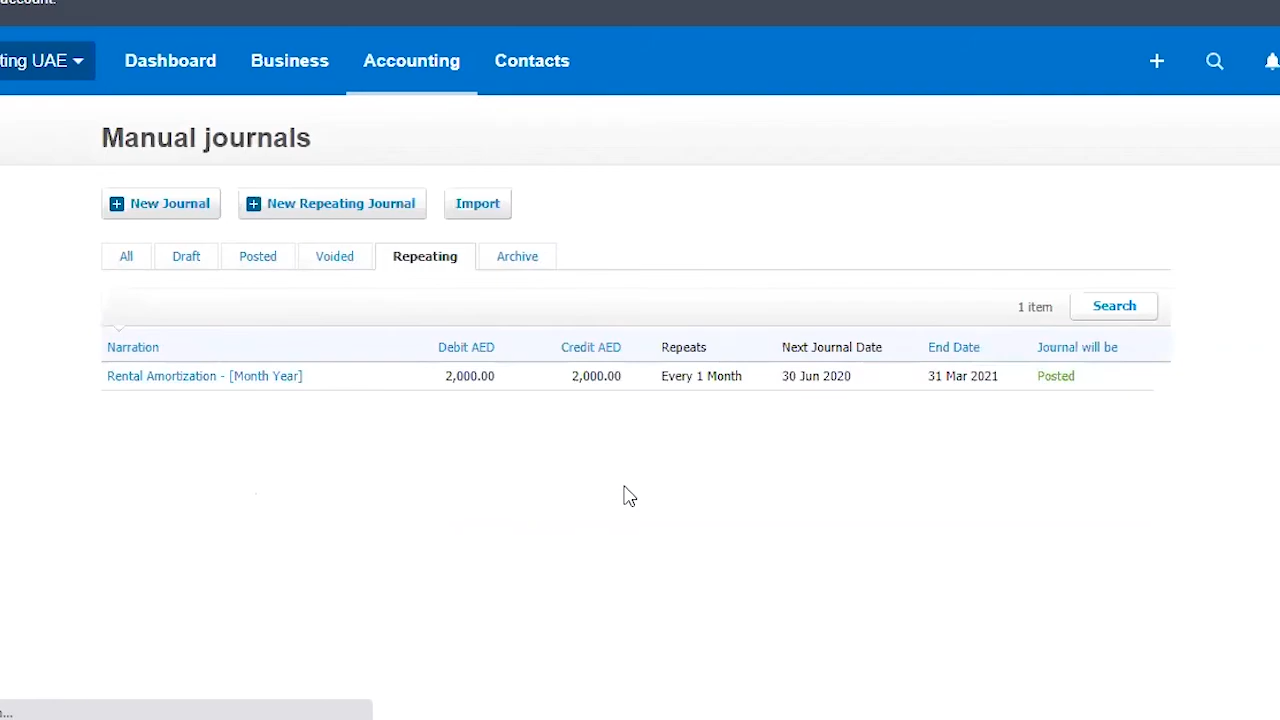 account.
ting UAE Dashboard Business Accounting Contacts
Manual journals
New Journal New Repeating Journal Import
All Draft Posted Voided Repeating Archive
1 item Search
Narration Debit AED Credit AED Repeats Next Journal Date End Date Journal will be
Rental Amortization - [Month Year] 2,000.00 2,000.00 Every 1 Month 30 Jun 2020 31 Mar 2021 Posted